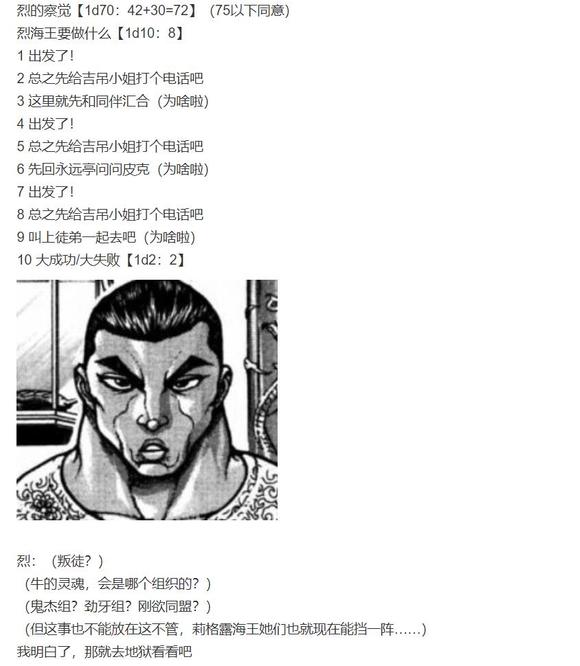 烈的察觉【1d70：42+30=72】（75以下同意）
烈海王要做什么【1d10：8】
1 出发了！
2 总之先给吉吊小姐打个电话吧
3 这里就先和同伴汇合（为啥啦）
4 出发了！
5 总之先给吉吊小姐打个电话吧
6 先回永远亭问问皮克（为啥啦）
7 出发了！
8 总之先给吉吊小姐打个电话吧
9 叫上徒弟一起去吧（为啥啦）
10 大成功/大失败【1d2：2】
烈：（叛徒？）
（牛的灵魂，会是哪个组织的？）
（鬼杰组？劲牙组？刚欲同盟？）
（但这事也不能放在这不管，莉格露海王她们也就现在能挡一阵……）
我明白了，那就去地狱看看吧